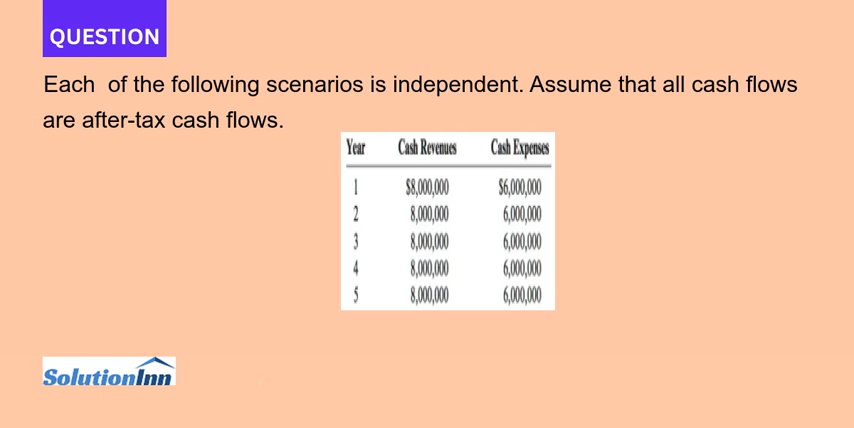 QUESTION
Each of the following scenarios is independent. Assume that all cash flows
are after-tax cash flows.
Year Cash Revenues Cash Expenses
1 $8,000,000 $6,000,000
2 8,000,000 6,000,000
3 8,000,000 6,000,000
4 8,000,000 6,000,000
5 8,000,000 6,000,000
SolutionInn